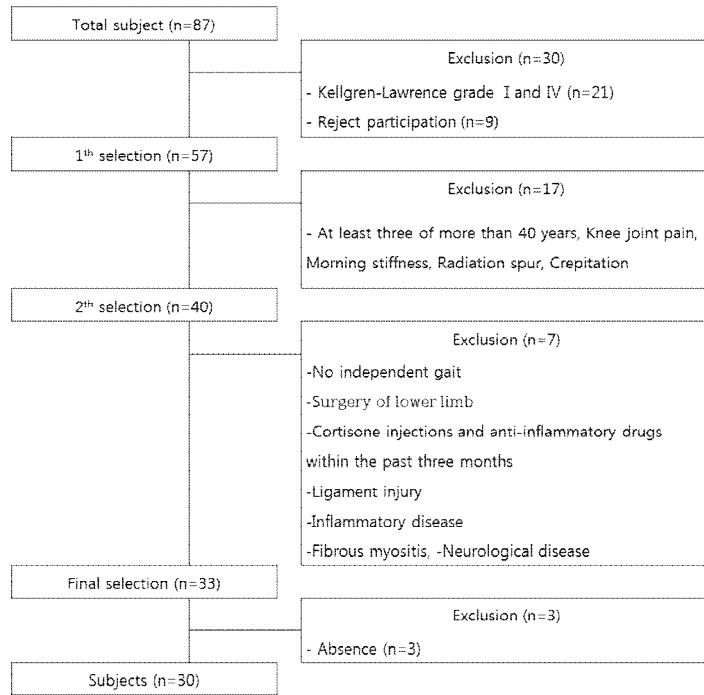 Total subject (n=87)
Exclusion (n=30)
- Kellgren-Lawrence grade I and IV (n=21)
- Reject participation (n=9)
1th selection (n=57)
Exclusion (n=17)
- At least three of more than 40 years, Knee joint pain,
Morning stiffness, Radiation spur, Crepitation
2th selection (n=40)
Exclusion (n=7)
-No independent gait
-Surgery of lower limb
-Cortisone injections and anti-inflammatory drugs
within the past three months
-Ligament injury
-Inflammatory disease
-Fibrous myositis, -Neurological disease
Final selection (n=33)
Exclusion (n=3)
- Absence (n=3)
Subjects (n=30)